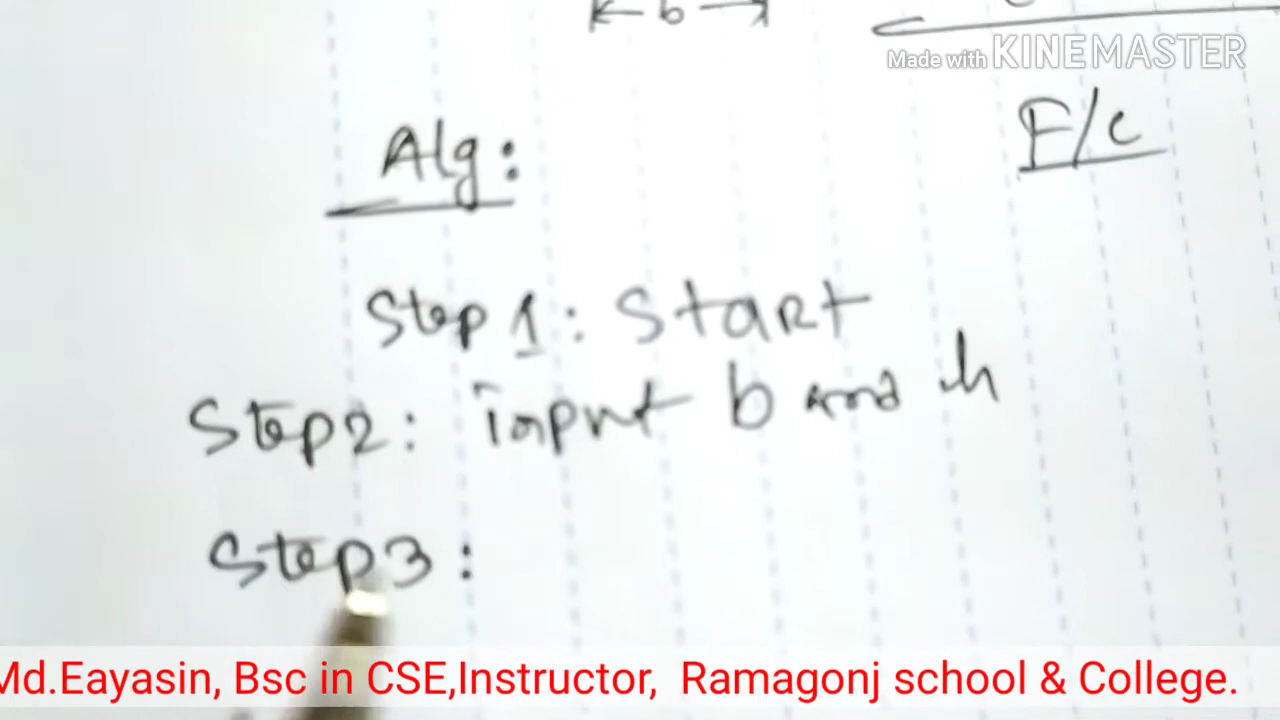 b
Made with KINEMASTER
F/c
Alg:
Step 1: Start
Step2: input b and h
Step3:
Md.Eayasin, Bsc in CSE,Instructor, Ramagonj school & College.